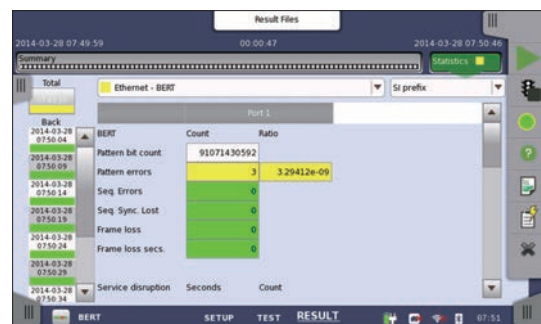 Result Files
2014-03-28 07:49:59 00:00:47 2014-03-28 07:50:46
Summary Statistics
Total Ethernet - BERT SI prefix
Port 1
Back
BERT Count Ratio
Pattern bit count 91071430592
Pattern errors 3 3.29412e-09
Seq. Errors 0
Seq. Sync. Lost 0
Frame loss 0
Frame loss secs. 0
Service disruption Seconds Count
2014-03-28
07:50:04
2014-03-28
07:50:09
2014-03-28
07:50:14
2014-03-28
07:50:19
2014-03-28
07:50:24
2014-03-28
07:50:29
2014-03-28
07:50:34
BERT SETUP TEST RESULT 07:51